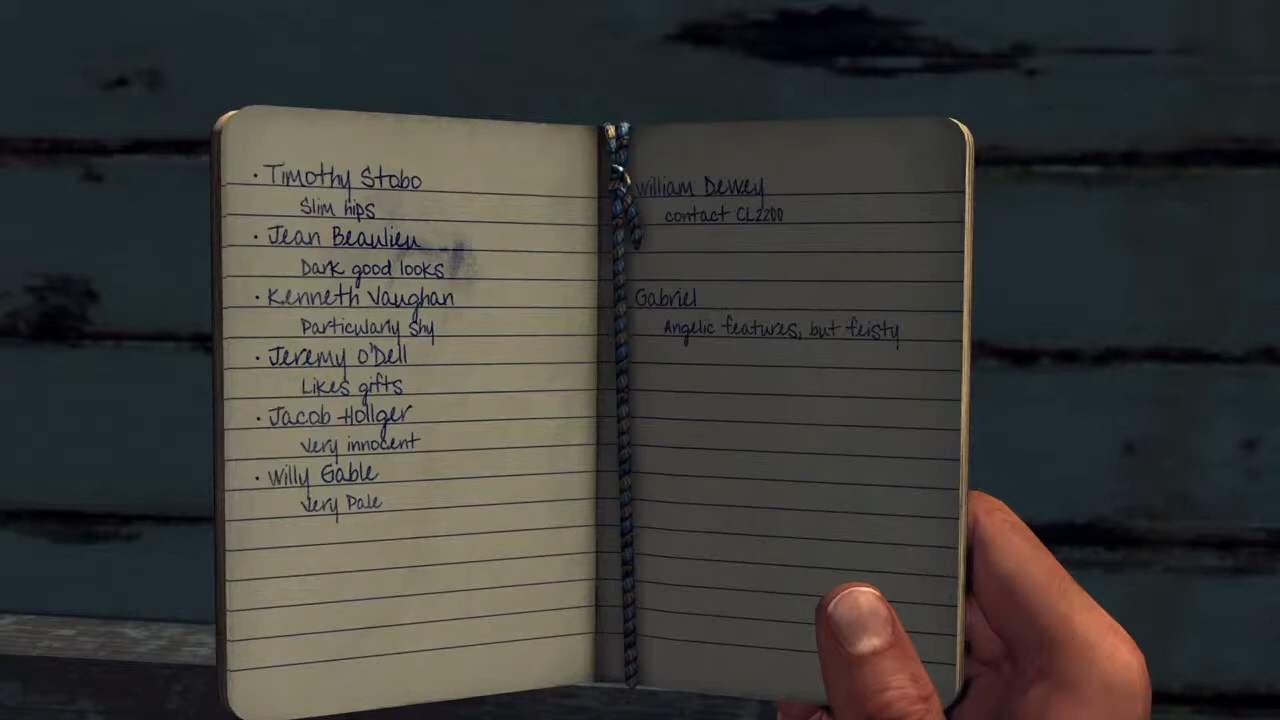 · Timothy Stobo
Slim hips
· Jean Beaulieu
Dark good looks
· Kenneth Vaughan
Particularly shy
· Jeremy O'Dell
Likes gifts
· Jacob Hollger
Very innocent
· Willy Gable
Very Pale
William Dewey
contact CL2200
Gabriel
Angelic features, but feisty